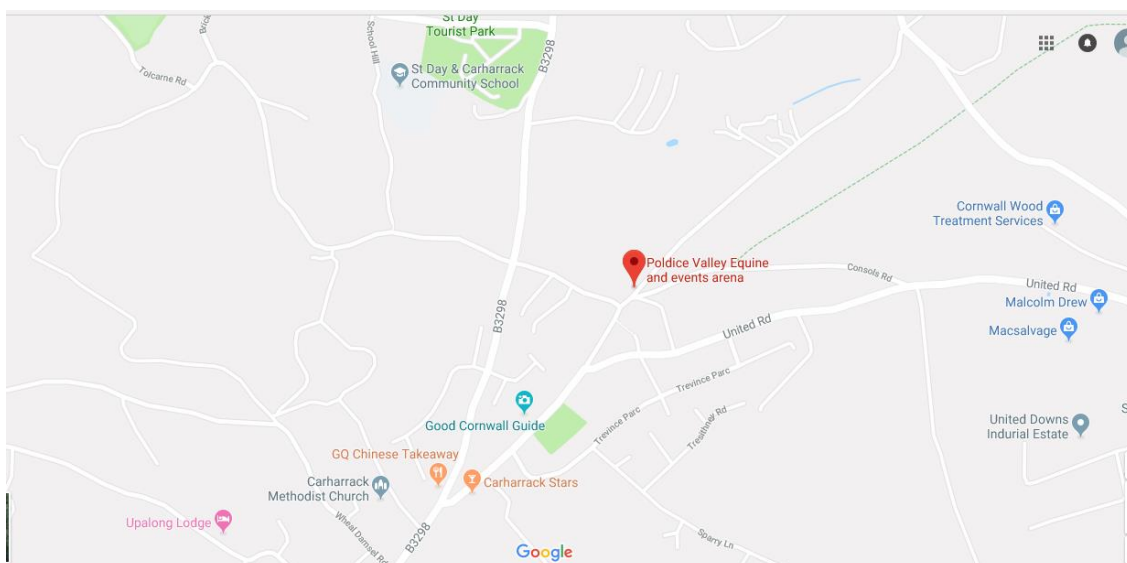 St Day
Tourist Park
Brick
School Hill
B3298
Tolcarne Rd
St Day & Carharrack
Community School
Cornwall Wood
Treatment Services
Poldice Valley Equine
and events arena
Consols Rd
United Rd
Malcolm Drew
B3298
United Rd
Macsalvage
Trevince Parc
Good Cornwall Guide
Trevince Parc
Tresithney Rd
United Downs
Indurial Estate
S
GQ Chinese Takeaway
Carharrack
Methodist Church
Carharrack Stars
Upalong Lodge
Wheal Damsel Rd
B3298
Sparry Ln
Google